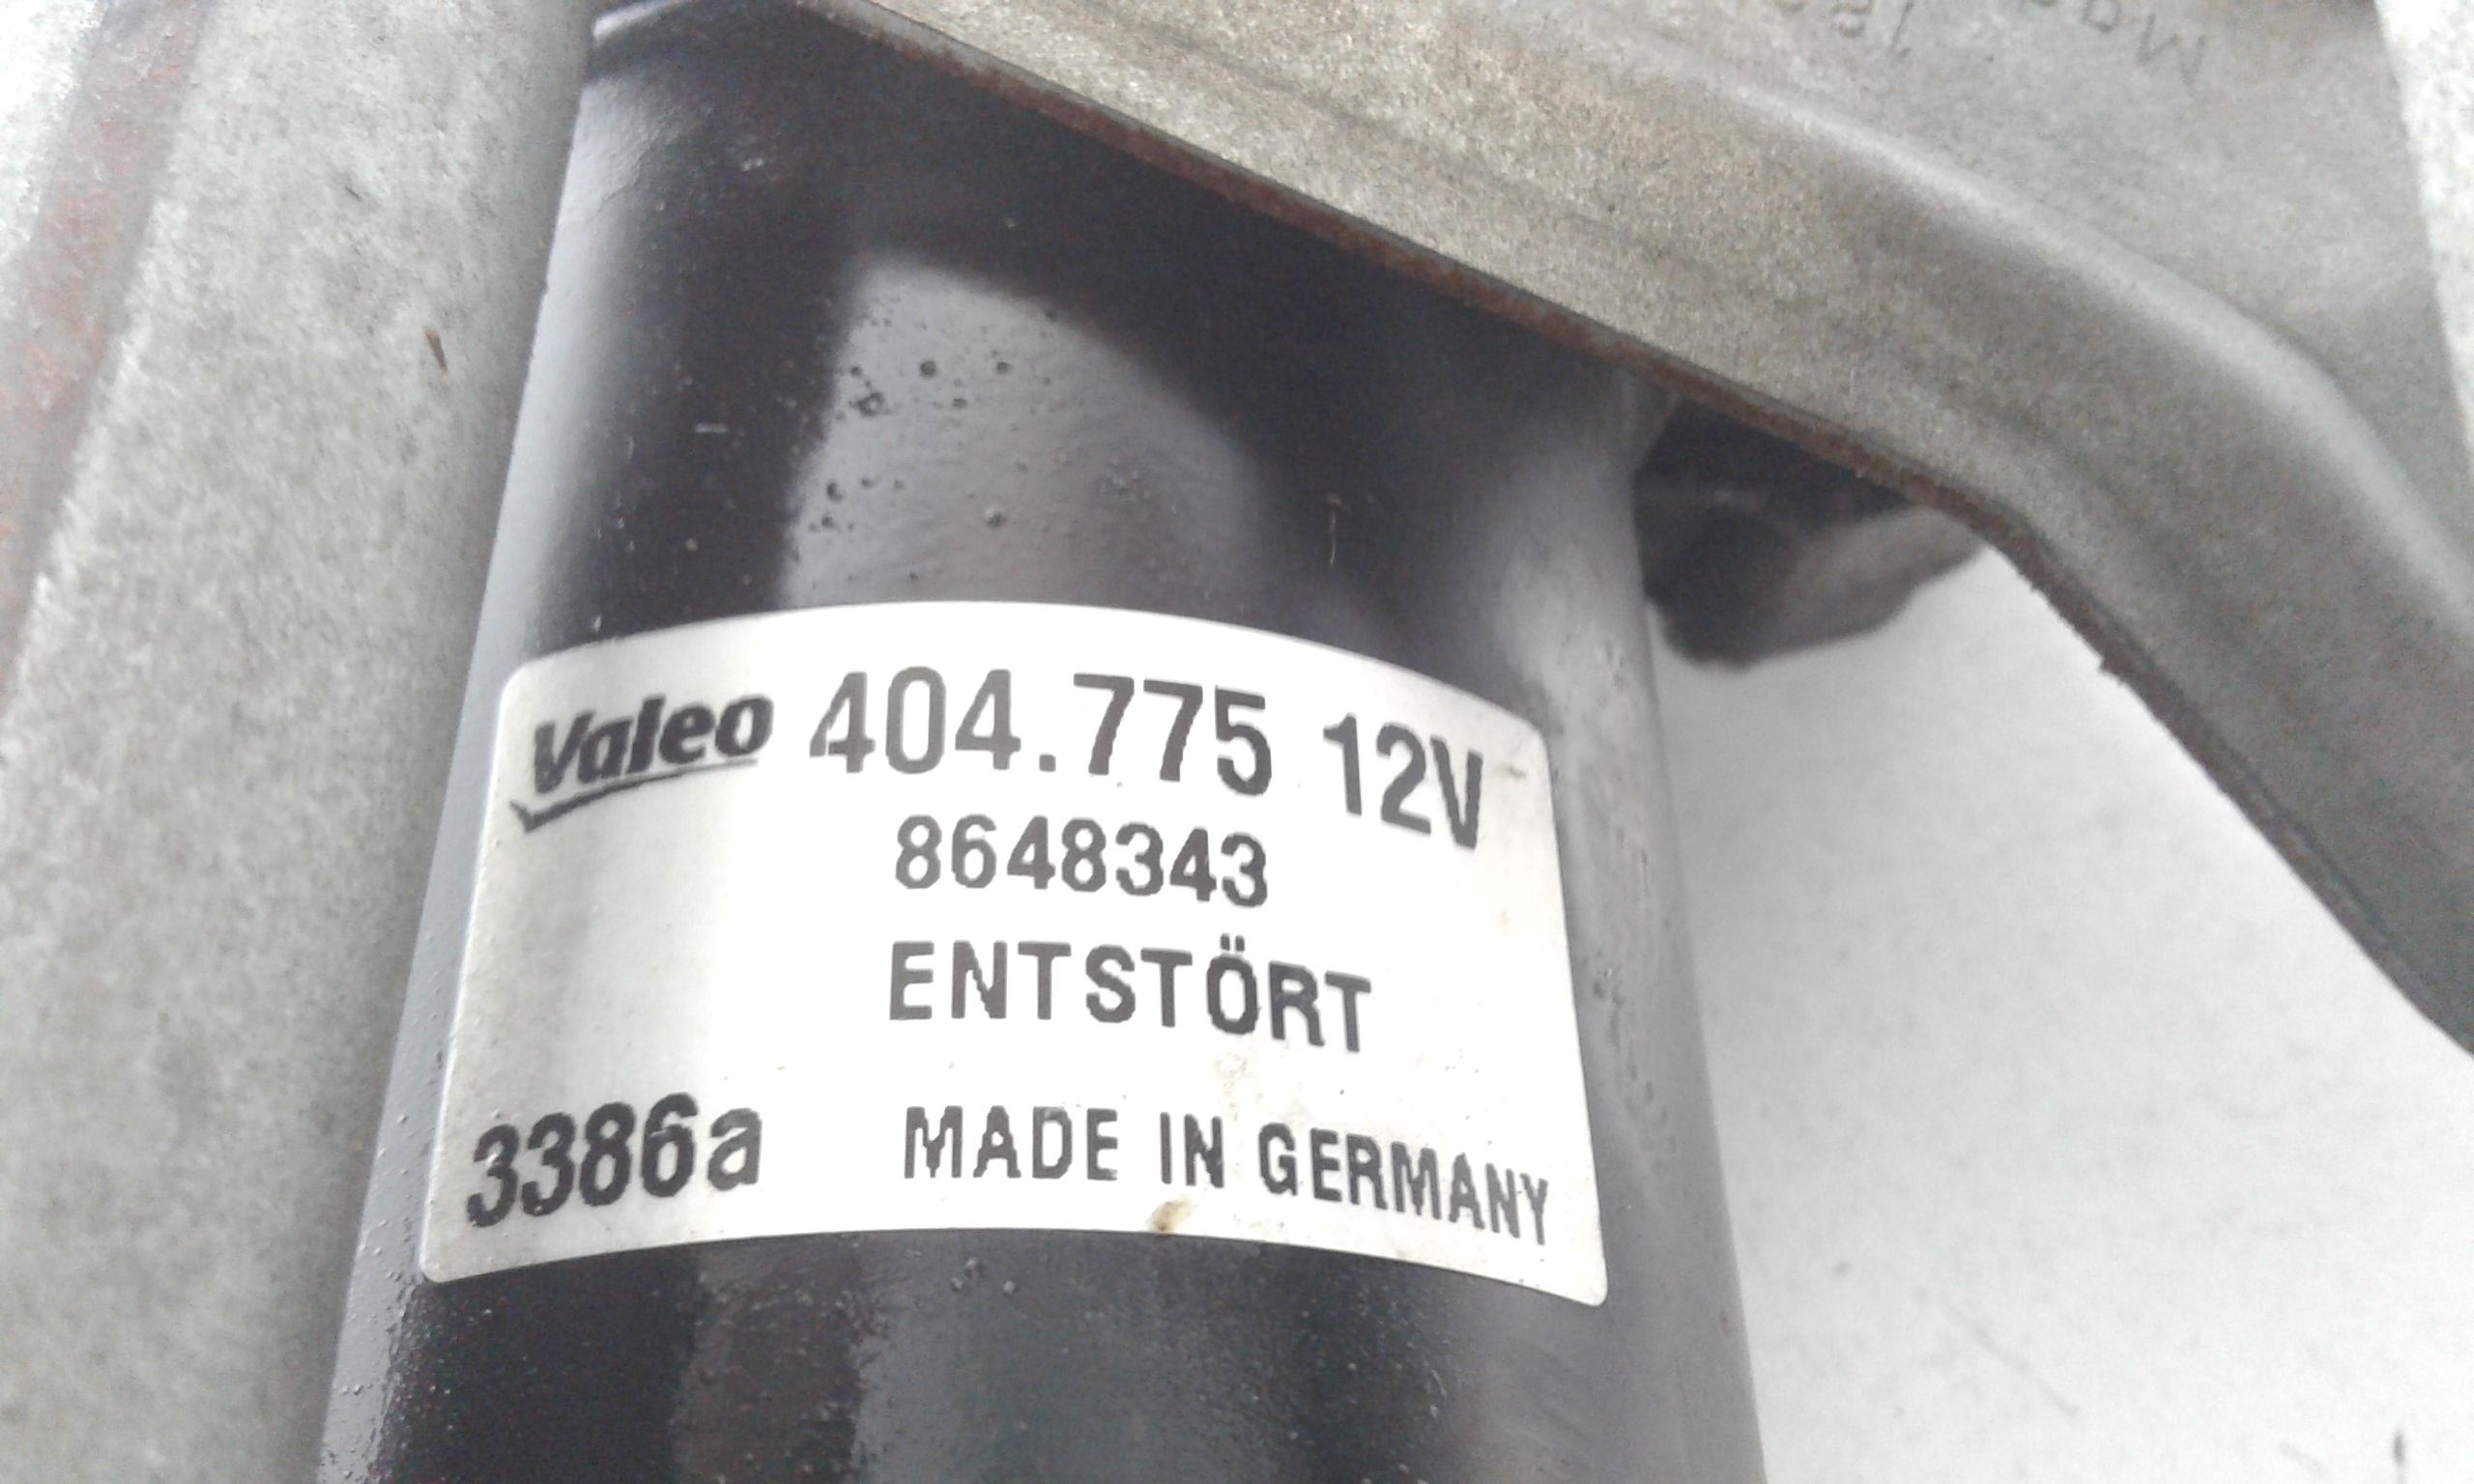 Valeo 404.775 12V
8648343
ENTSTÖRT
3386a MADE IN GERMANY